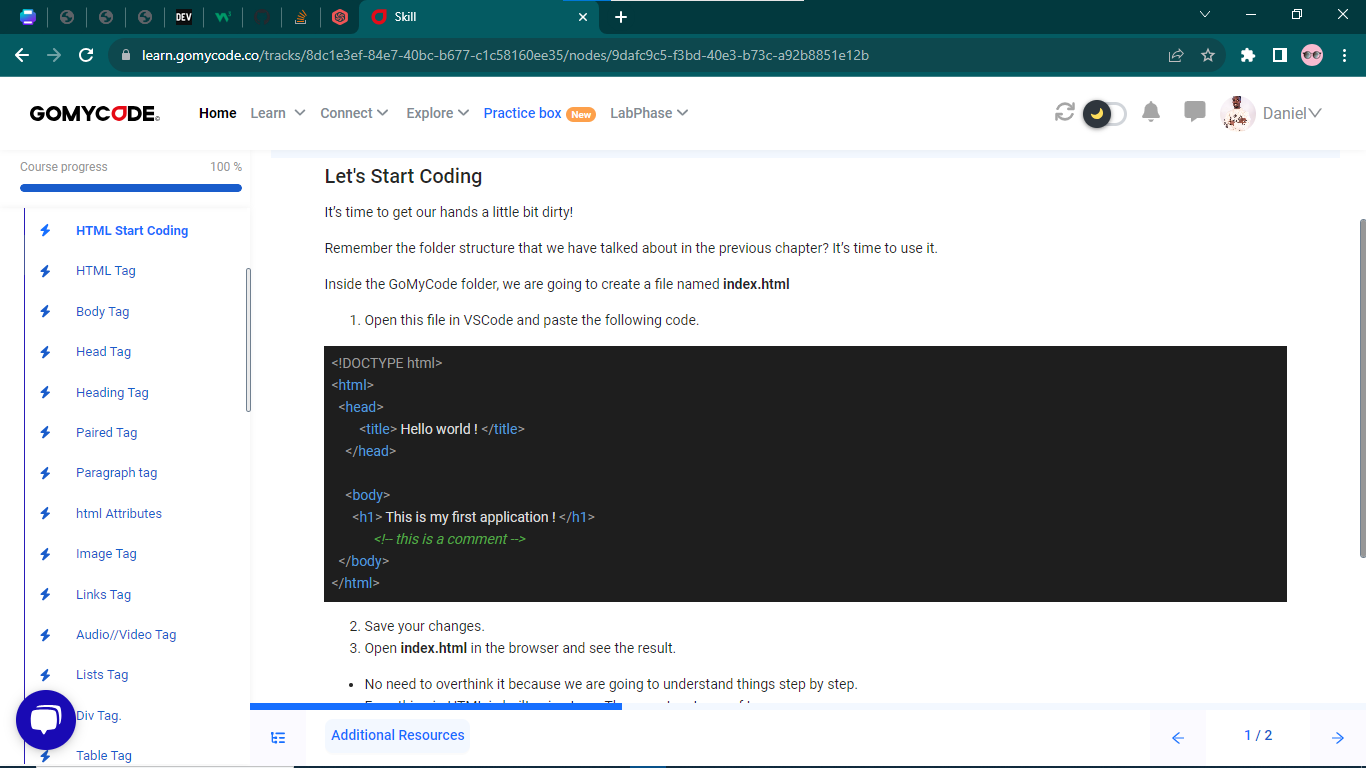 DEV
Skill
learn.gomycode.co/tracks/8dc1e3ef-84e7-40bc-b677-c1c58160ee35/nodes/9dafc9c5-f3bd-40e3-b73c-a92b8851e12b
GOMYCODE
Home
Learn
Connect
Explore
Practice box New
LabPhase
Daniel
Course progress 100 %
HTML Start Coding
HTML Tag
Body Tag
Head Tag
Heading Tag
Paired Tag
Paragraph tag
html Attributes
Image Tag
Links Tag
Audio//Video Tag
Lists Tag
Div Tag.
Table Tag
Let's Start Coding
It's time to get our hands a little bit dirty!
Remember the folder structure that we have talked about in the previous chapter? It's time to use it.
Inside the GoMyCode folder, we are going to create a file named index.html
1. Open this file in VSCode and paste the following code.
<!DOCTYPE html>
<html>
<head>
<title> Hello world ! </title>
</head>
<body>
<h1> This is my first application ! </h1>
<!-- this is a comment -->
</body>
</html>
2. Save your changes.
3. Open index.html in the browser and see the result.
• No need to overthink it because we are going to understand things step by step.
Additional Resources
1 / 2